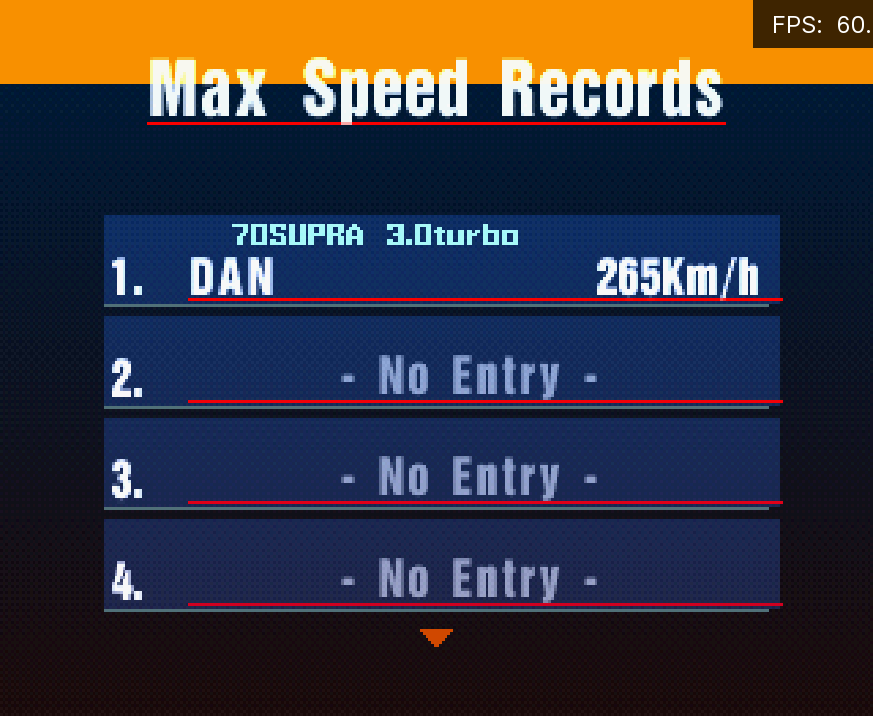 FPS: 60.
Max Speed Records
70SUPRA 3.0turbo
1. DAN 265Km/h
2. - No Entry -
3. - No Entry -
4. - No Entry -